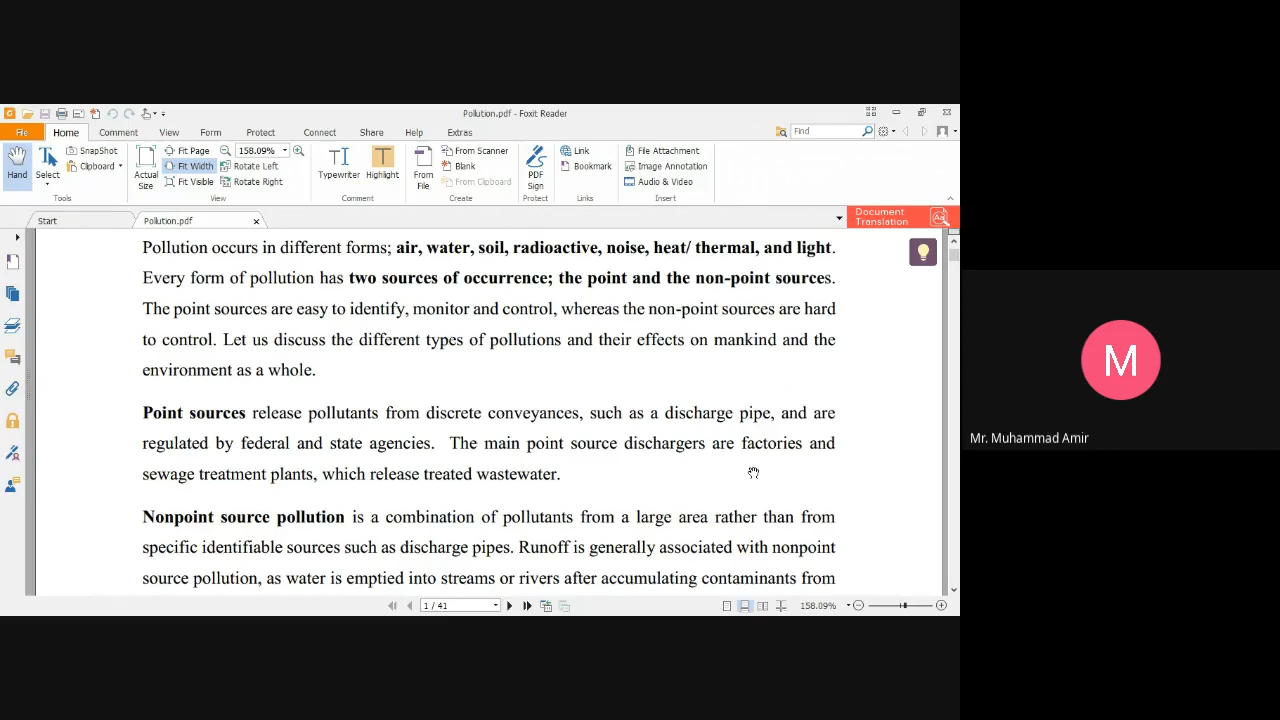 Pollution.pdf - Foxit Reader
File Home Comment View Form Protect Connect Share Help Extras Find
Hand
Select
SnapShot
Clipboard
Tools
Actual Size
Fit Page
Fit Width
Fit Visible
158.09%
Rotate Left
Rotate Right
View
Typewriter
Highlight
Comment
From File
From Scanner
Blank
From Clipboard
Create
PDF Sign
Protect
Link
Bookmark
Links
File Attachment
Image Annotation
Audio & Video
Insert
Start
Pollution.pdf
Document Translation
Pollution occurs in different forms; air, water, soil, radioactive, noise, heat/ thermal, and light.
Every form of pollution has two sources of occurrence; the point and the non-point sources.
The point sources are easy to identify, monitor and control, whereas the non-point sources are hard
to control. Let us discuss the different types of pollutions and their effects on mankind and the
environment as a whole.
Point sources release pollutants from discrete conveyances, such as a discharge pipe, and are
regulated by federal and state agencies. The main point source dischargers are factories and
sewage treatment plants, which release treated wastewater.
Nonpoint source pollution is a combination of pollutants from a large area rather than from
specific identifiable sources such as discharge pipes. Runoff is generally associated with nonpoint
source pollution, as water is emptied into streams or rivers after accumulating contaminants from
1 / 41
158.09%
M
Mr. Muhammad Amir